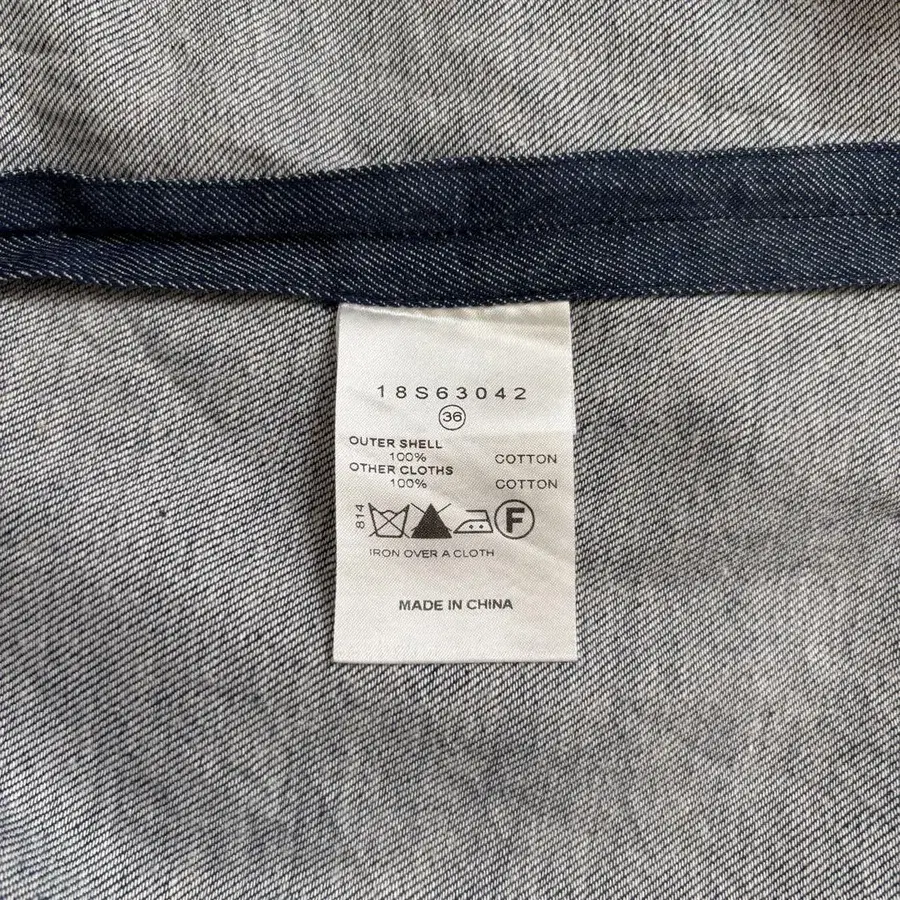 18S63042
36
OUTER SHELL
100% COTTON
OTHER CLOTHS
100% COTTON
814
F
IRON OVER A CLOTH
MADE IN CHINA